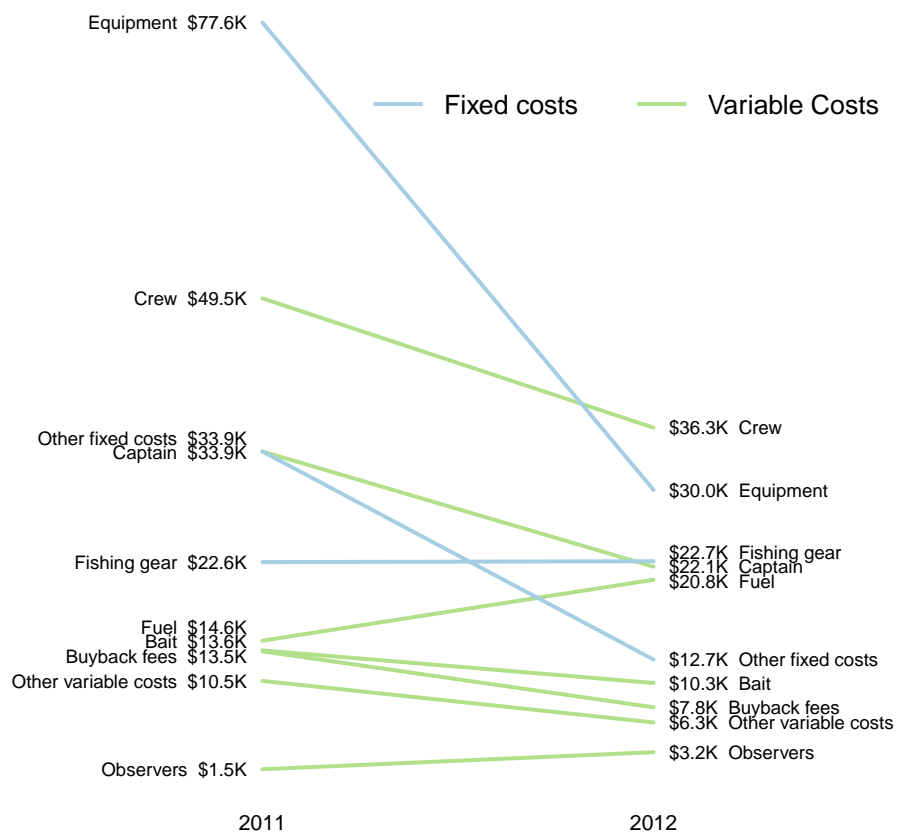 Equipment $77.6K
Fixed costs
Variable Costs
Crew $49.5K
$36.3K Crew
Other fixed costs $33.9K
Captain $33.9K
$30.0K Equipment
Fishing gear $22.6K
$22.7K Fishing gear
$22.1K Captain
$20.8K Fuel
Fuel $14.6K
Bait $13.6K
Buyback fees $13.5K
$12.7K Other fixed costs
Other variable costs $10.5K
$10.3K Bait
$7.8K Buyback fees
$6.3K Other variable costs
$3.2K Observers
Observers $1.5K
2011
2012